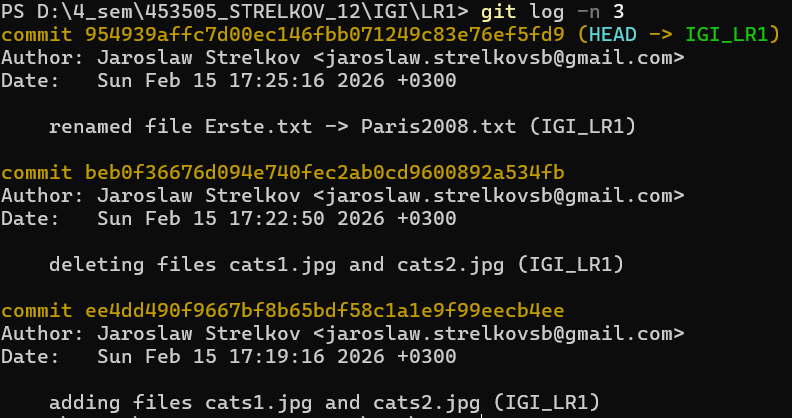 PS D:\4_sem\453505_STRELKOV_12\IGI\LR1> git log -n 3
commit 954939affc7d00ec146fbb071249c83e76ef5fd9 (HEAD -> IGI_LR1)
Author: Jaroslaw Strelkov <jaroslaw.strelkovsb@gmail.com>
Date:   Sun Feb 15 17:25:16 2026 +0300
    renamed file Erste.txt -> Paris2008.txt (IGI_LR1)
commit beb0f36676d094e740fec2ab0cd9600892a534fb
Author: Jaroslaw Strelkov <jaroslaw.strelkovsb@gmail.com>
Date:   Sun Feb 15 17:22:50 2026 +0300
    deleting files cats1.jpg and cats2.jpg (IGI_LR1)
commit ee4dd490f9667bf8b65bdf58c1a1e9f99eecb4ee
Author: Jaroslaw Strelkov <jaroslaw.strelkovsb@gmail.com>
Date:   Sun Feb 15 17:19:16 2026 +0300
    adding files cats1.jpg and cats2.jpg (IGI_LR1)